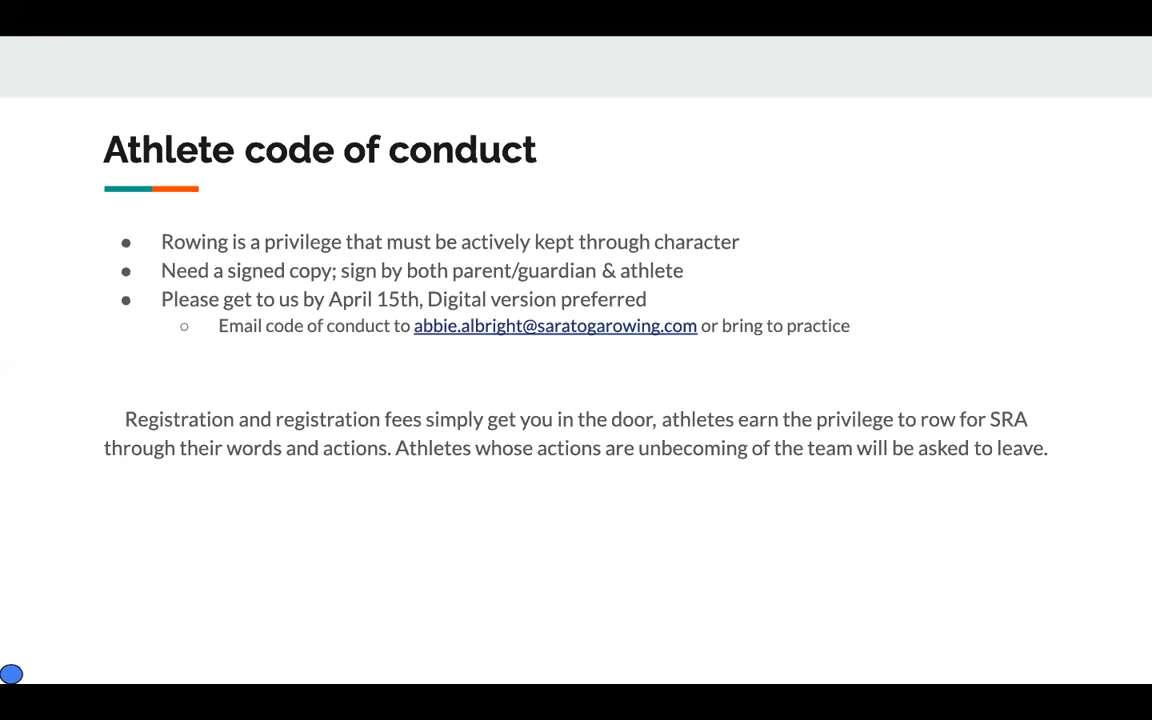 Athlete code of conduct
● Rowing is a privilege that must be actively kept through character
● Need a signed copy; sign by both parent/guardian & athlete
● Please get to us by April 15th, Digital version preferred
○ Email code of conduct to abbie.albright@saratogarowing.com or bring to practice
Registration and registration fees simply get you in the door, athletes earn the privilege to row for SRA
through their words and actions. Athletes whose actions are unbecoming of the team will be asked to leave.